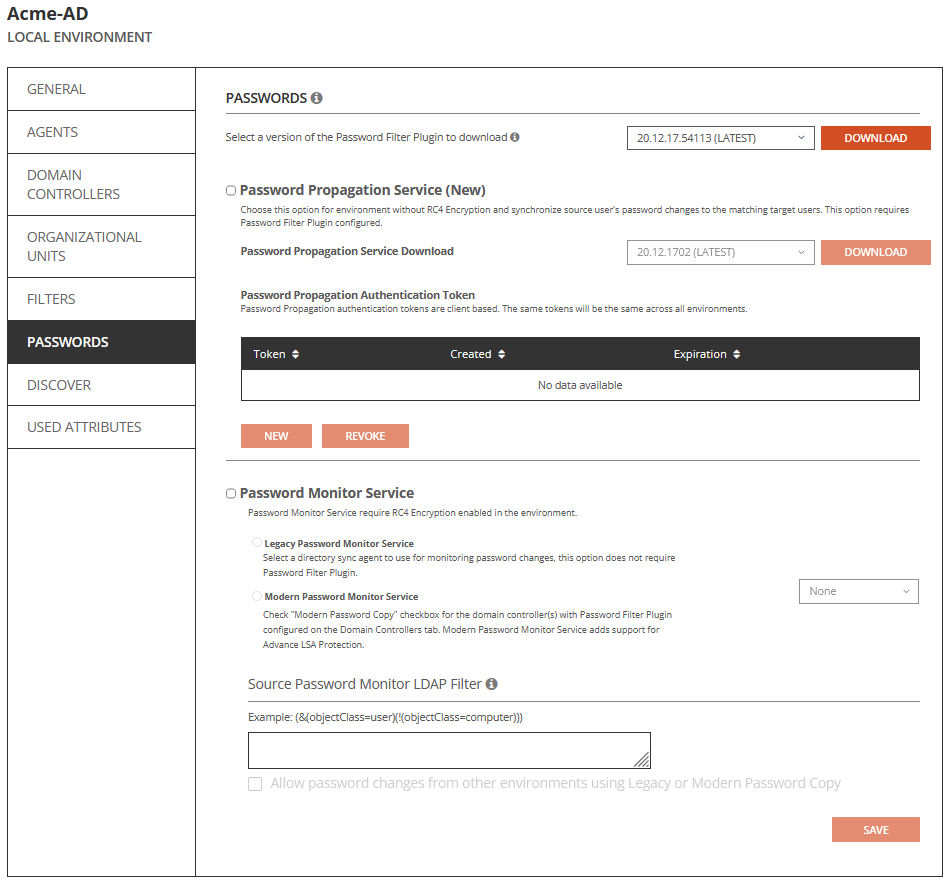 Acme-AD
LOCAL ENVIRONMENT
GENERAL
AGENTS
DOMAIN
CONTROLLERS
ORGANIZATIONAL
UNITS
FILTERS
PASSWORDS
DISCOVER
USED ATTRIBUTES
PASSWORDS
Select a version of the Password Filter Plugin to download
20.12.17.54113 (LATEST)
DOWNLOAD
Password Propagation Service (New)
Choose this option for environment without RC4 Encryption and synchronize source user's password changes to the matching target users. This option requires
Password Filter Plugin configured.
Password Propagation Service Download
20.12.1702 (LATEST)
DOWNLOAD
Password Propagation Authentication Token
Password Propagation authentication tokens are client based. The same tokens will be the same across all environments.
Token Created Expiration
No data available
NEW REVOKE
Password Monitor Service
Password Monitor Service require RC4 Encryption enabled in the environment.
Legacy Password Monitor Service
Select a directory sync agent to use for monitoring password changes, this option does not require
Password Filter Plugin.
Modern Password Monitor Service
None
Check "Modern Password Copy" checkbox for the domain controller(s) with Password Filter Plugin
configured on the Domain Controllers tab. Modern Password Monitor Service adds support for
Advance LSA Protection.
Source Password Monitor LDAP Filter
Example: (&(objectClass=user)(!(objectClass=computer)))
Allow password changes from other environments using Legacy or Modern Password Copy
SAVE